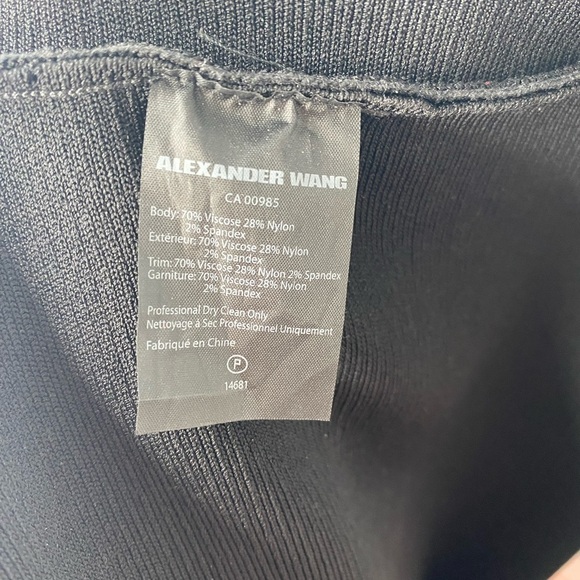 ALEXANDER WANG
CA 00985
Body: 70% Viscose 28% Nylon
2% Spandex
Extérieur: 70% Viscose 28% Nylon
2% Spandex
Trim: 70% Viscose 28% Nylon 2% Spandex
Garniture: 70% Viscose 28% Nylon
2% Spandex
Professional Dry Clean Only
Nettoyage à Sec Professionnel Uniquement
Fabriqué en Chine
P
14681